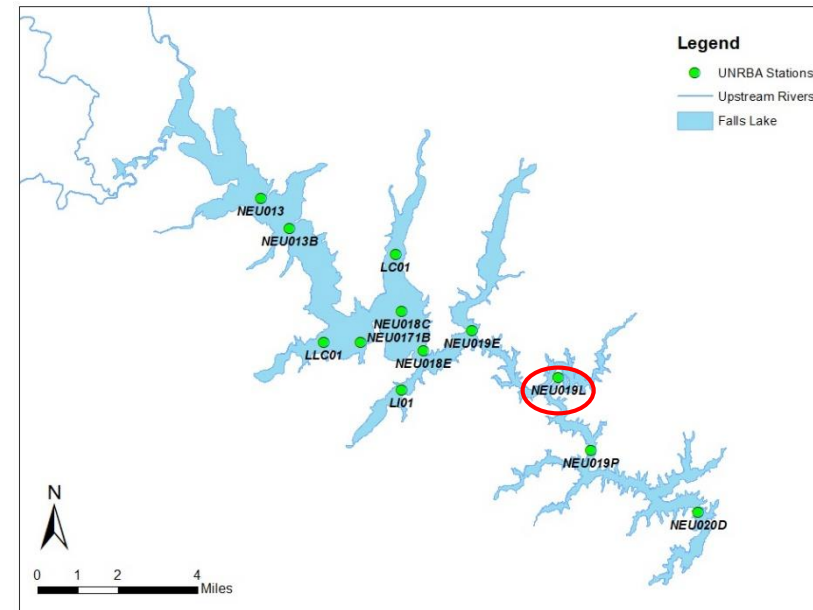 Legend
UNRBA Stations
Upstream Rivers
Falls Lake
NEU013
NEU013B
LC01
NEU018C
NEU0171B
NEU019E
LLC01
NEU018E
LI01
NEU019L
NEU019P
NEU020D
N
0 1 2 4
Miles